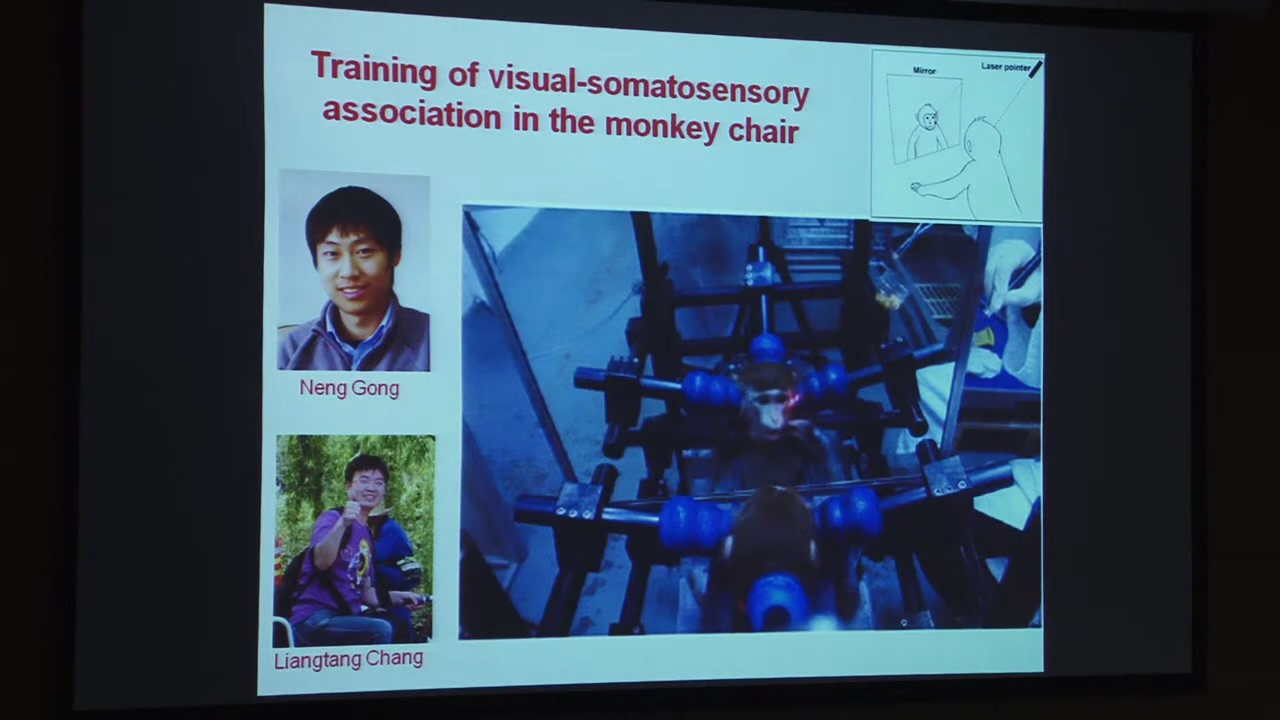 Training of visual-somatosensory
association in the monkey chair
Mirror
Laser pointer
Neng Gong
Liangtang Chang